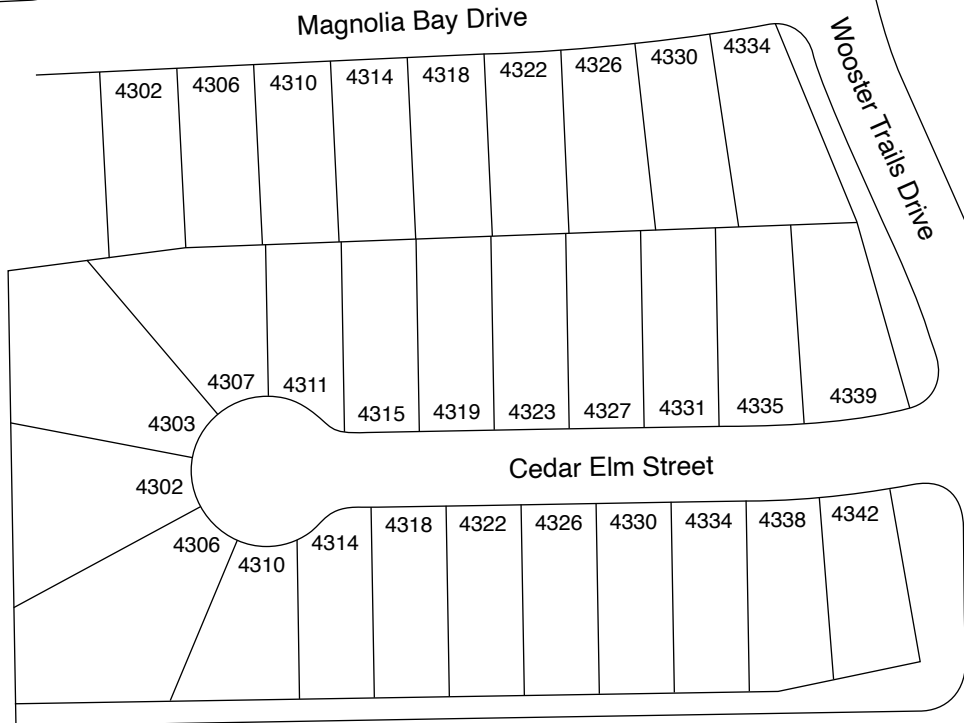 Magnolia Bay Drive
Wooster Trails Drive
4302 4306 4310 4314 4318 4322 4326 4330 4334
4307 4311
4303 4315 4319 4323 4327 4331 4335 4339
Cedar Elm Street
4302
4306 4310 4314 4318 4322 4326 4330 4334 4338 4342